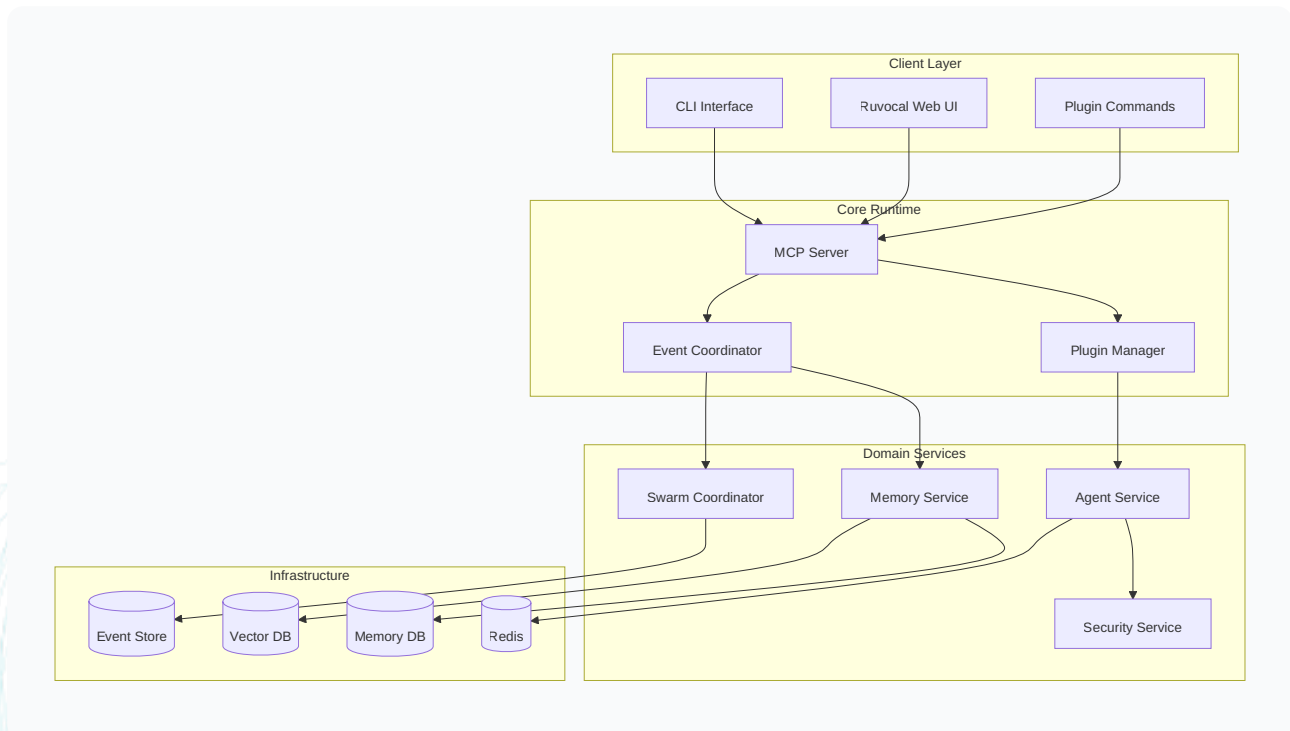 Client Layer
CLI Interface
Ruvocal Web UI
Plugin Commands
Core Runtime
MCP Server
Event Coordinator
Plugin Manager
Domain Services
Swarm Coordinator
Memory Service
Agent Service
Infrastructure
Event Store
Vector DB
Memory DB
Redis
Security Service